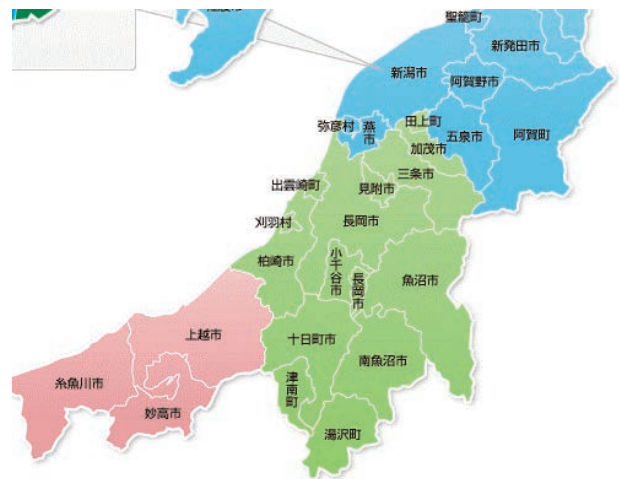 聖籠町
新発田市
新潟市
阿賀野市
弥彦村
燕市
田上町
五泉市
阿賀町
加茂市
三条市
出雲崎町
見附市
刈羽村
長岡市
柏崎市
小千谷市
長岡市
魚沼市
上越市
十日町市
南魚沼市
糸魚川市
津南町
妙高市
湯沢町